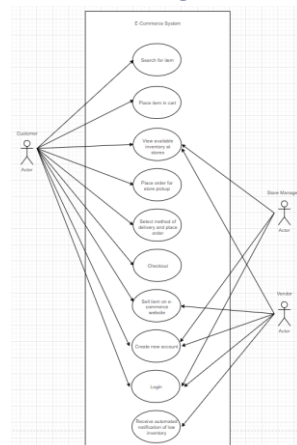 E-Commerce System
Search for item
Place item is cart
Customer
Actor
View available
inventory at
stores
Place order for
store pickup
Store Manager
Actor
Select method of
delivery and place
order
Checkout
Vendor
Actor
Sell item on e-
commerce
website
Create new account
Login
Receive automated
notification of low
inventory